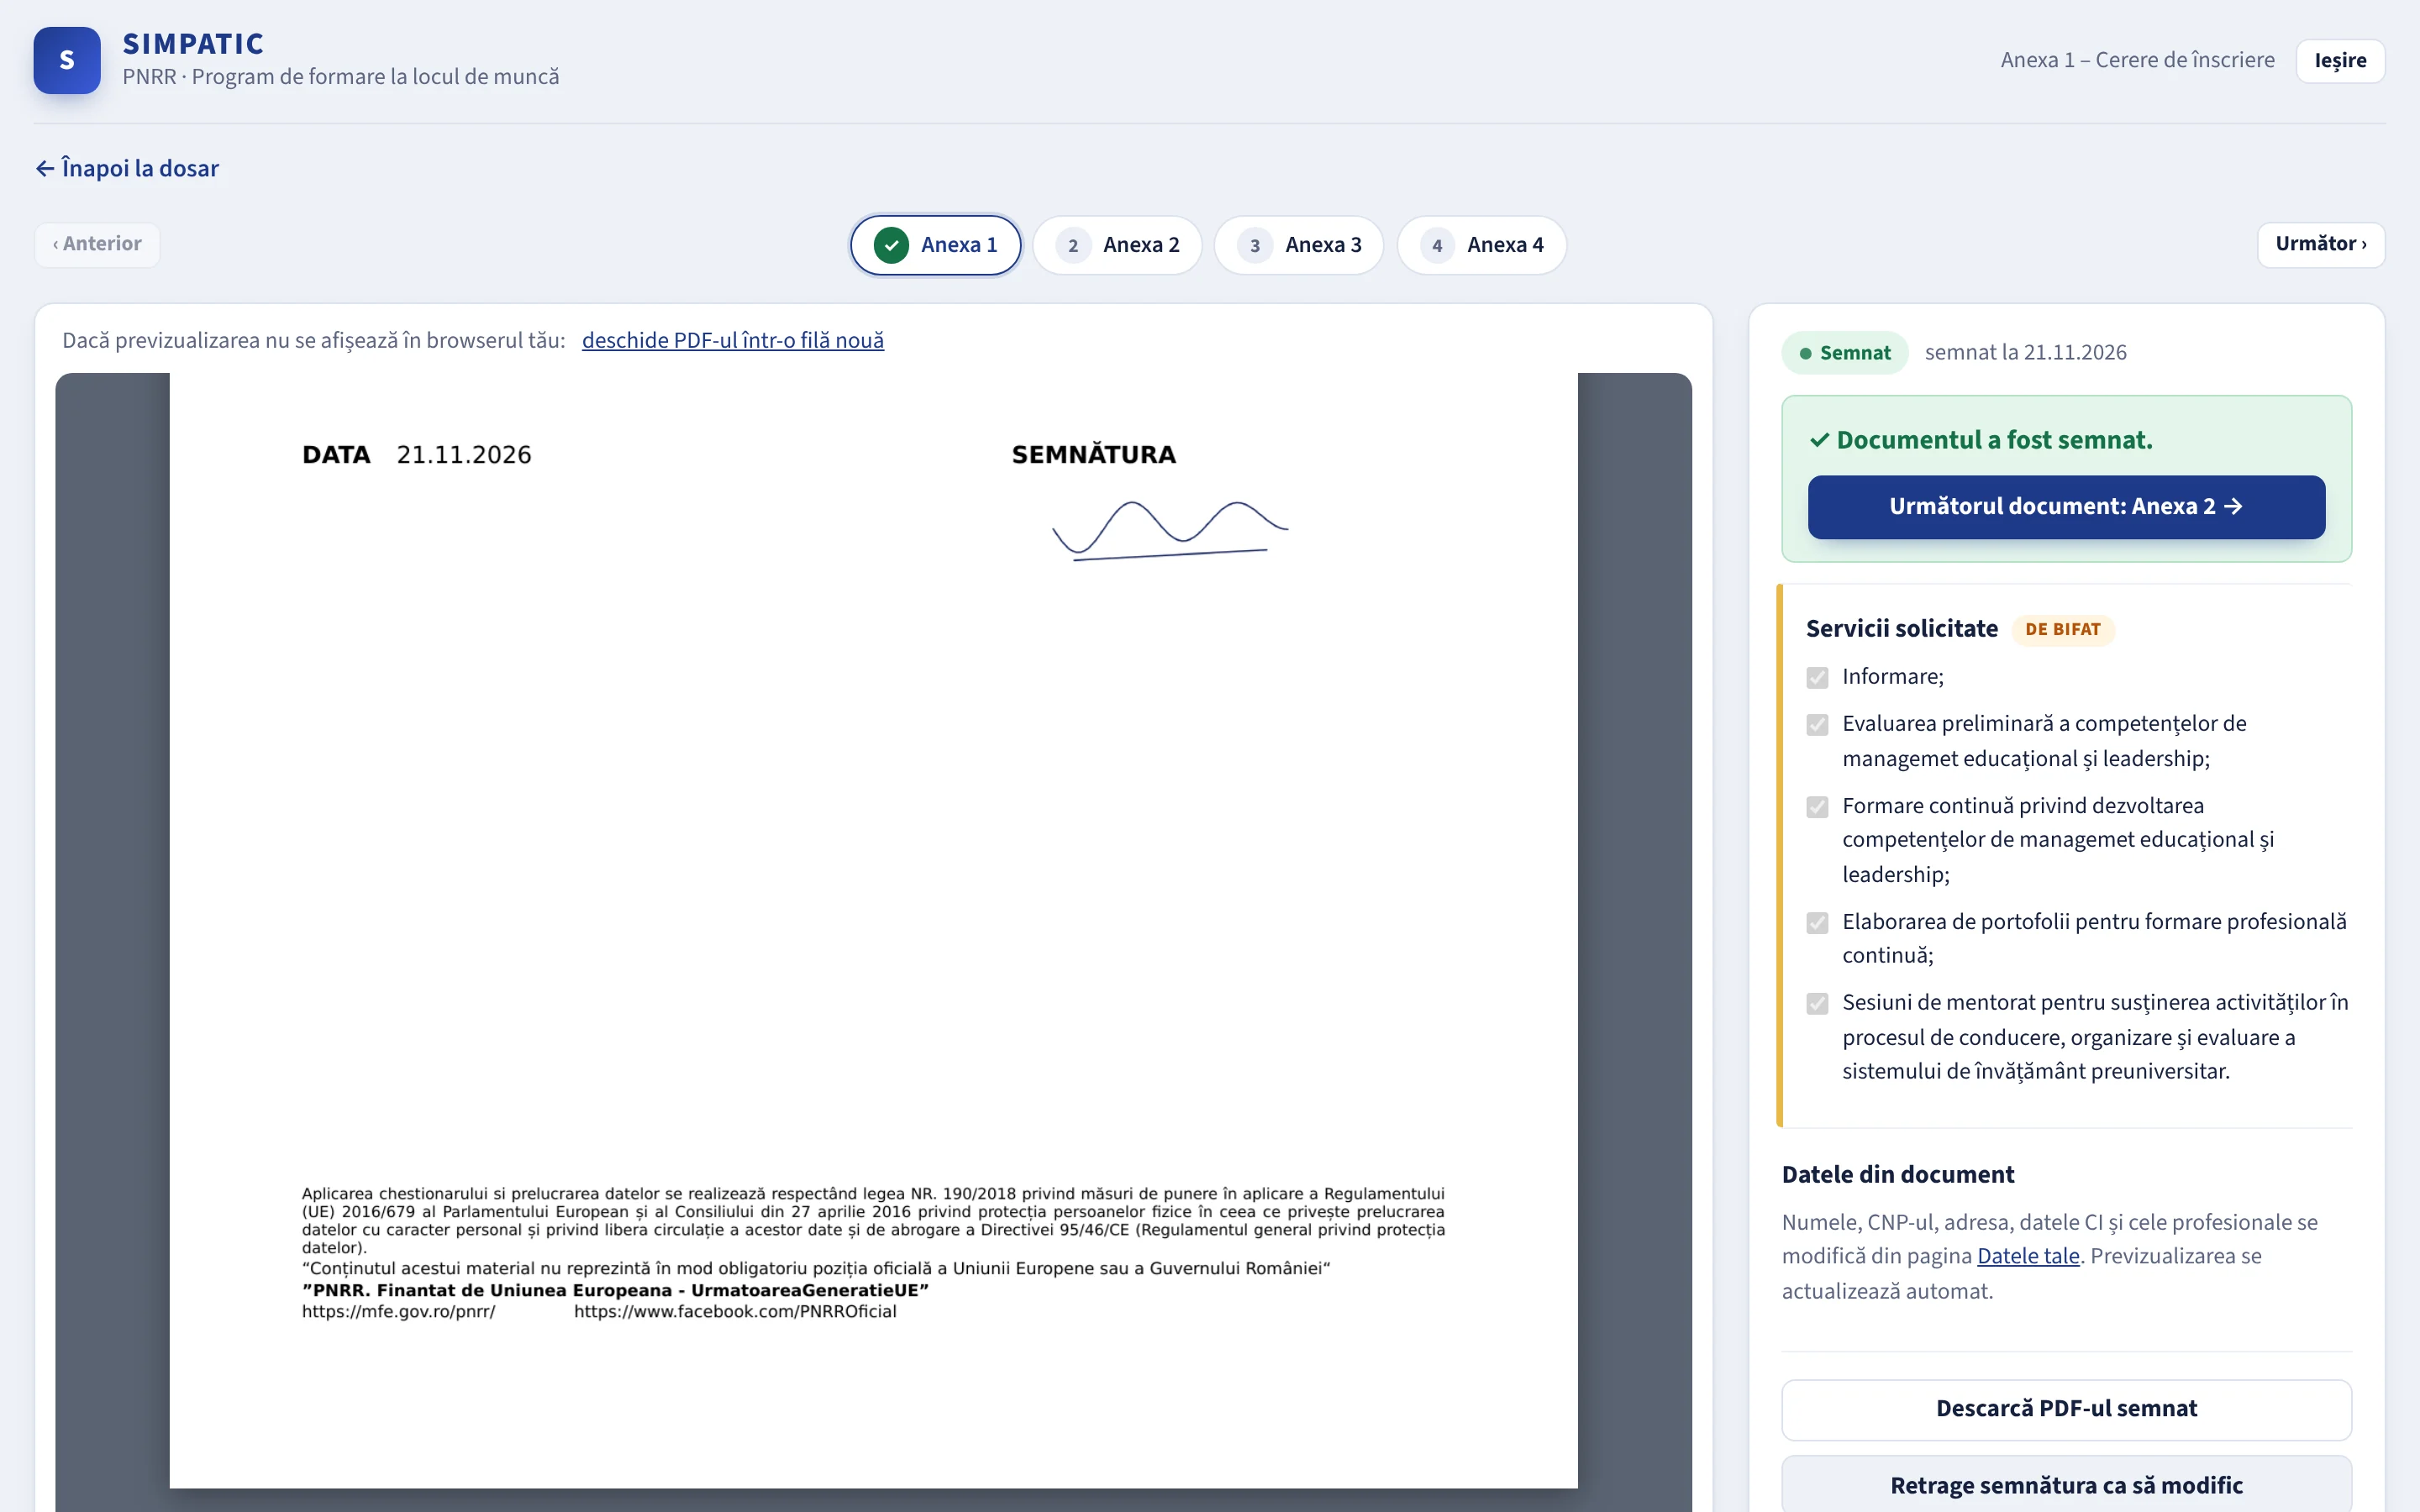 S
SIMPATIC
PNRR · Program de formare la locul de muncă
Anexa 1 – Cerere de înscriere
Ieșire
← Înapoi la dosar
‹ Anterior
Anexa 1
2 Anexa 2
3 Anexa 3
4 Anexa 4
Următor ›
Dacă previzualizarea nu se afișează în browserul tău: deschide PDF-ul într-o filă nouă
DATA 21.11.2026
SEMNĂTURA
Aplicarea chestionarului si prelucrarea datelor se realizează respectând legea NR. 190/2018 privind măsuri de punere în aplicare a Regulamentului
(UE) 2016/679 al Parlamentului European și al Consiliului din 27 aprilie 2016 privind protecția persoanelor fizice în ceea ce privește prelucrarea
datelor cu caracter personal și privind libera circulație a acestor date și de abrogare a Directivei 95/46/CE (Regulamentul general privind protecția
datelor).
“Conținutul acestui material nu reprezintă în mod obligatoriu poziția oficială a Uniunii Europene sau a Guvernului României“
”PNRR. Finantat de Uniunea Europeana - UrmatoareaGeneratieUE”
https://mfe.gov.ro/pnrr/ https://www.facebook.com/PNRROficial
Semnat semnat la 21.11.2026
✓ Documentul a fost semnat.
Următorul document: Anexa 2 →
Servicii solicitate DE BIFAT
Informare;
Evaluarea preliminară a competențelor de
managemet educațional și leadership;
Formare continuă privind dezvoltarea
competențelor de managemet educațional și
leadership;
Elaborarea de portofolii pentru formare profesională
continuă;
Sesiuni de mentorat pentru susținerea activităților în
procesul de conducere, organizare și evaluare a
sistemului de învățământ preuniversitar.
Datele din document
Numele, CNP-ul, adresa, datele CI și cele profesionale se
modifică din pagina Datele tale. Previzualizarea se
actualizează automat.
Descarcă PDF-ul semnat
Retrage semnătura ca să modific